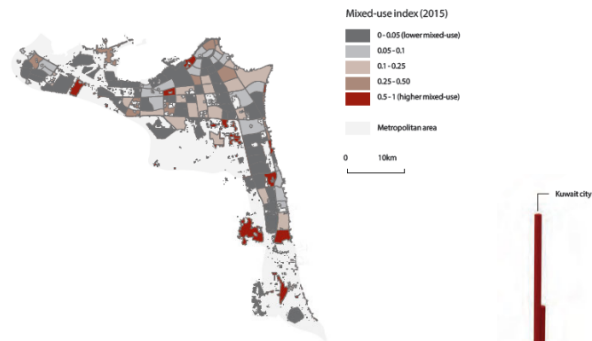 Mixed-use index (2015)
0 - 0.05 (lower mixed-use)
0.05 - 0.1
0.1 - 0.25
0.25 - 0.50
0.5 - 1 (higher mixed-use)
Metropolitan area
0 10km
Kuwait city